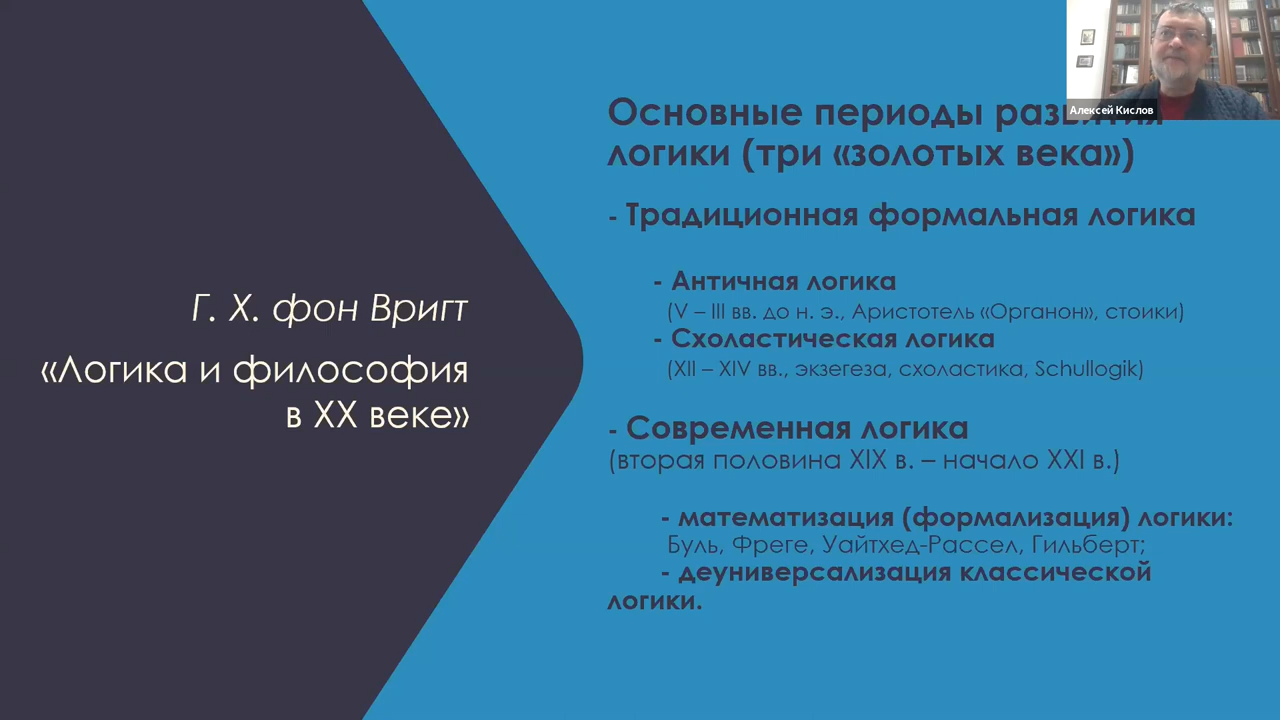 Г. Х. фон Вригт
«Логика и философия
в XX веке»
Алексей Кислов
Основные периоды развития
логики (три «золотых века»)
- Традиционная формальная логика
- Античная логика
(V – III вв. до н. э., Аристотель «Органон», стоики)
- Схоластическая логика
(XII – XIV вв., экзегеза, схоластика, Schullogik)
- Современная логика
(вторая половина XIX в. – начало XXI в.)
- математизация (формализация) логики:
Буль, Фреге, Уайтхед-Рассел, Гильберт;
- деуниверсализация классической
логики.